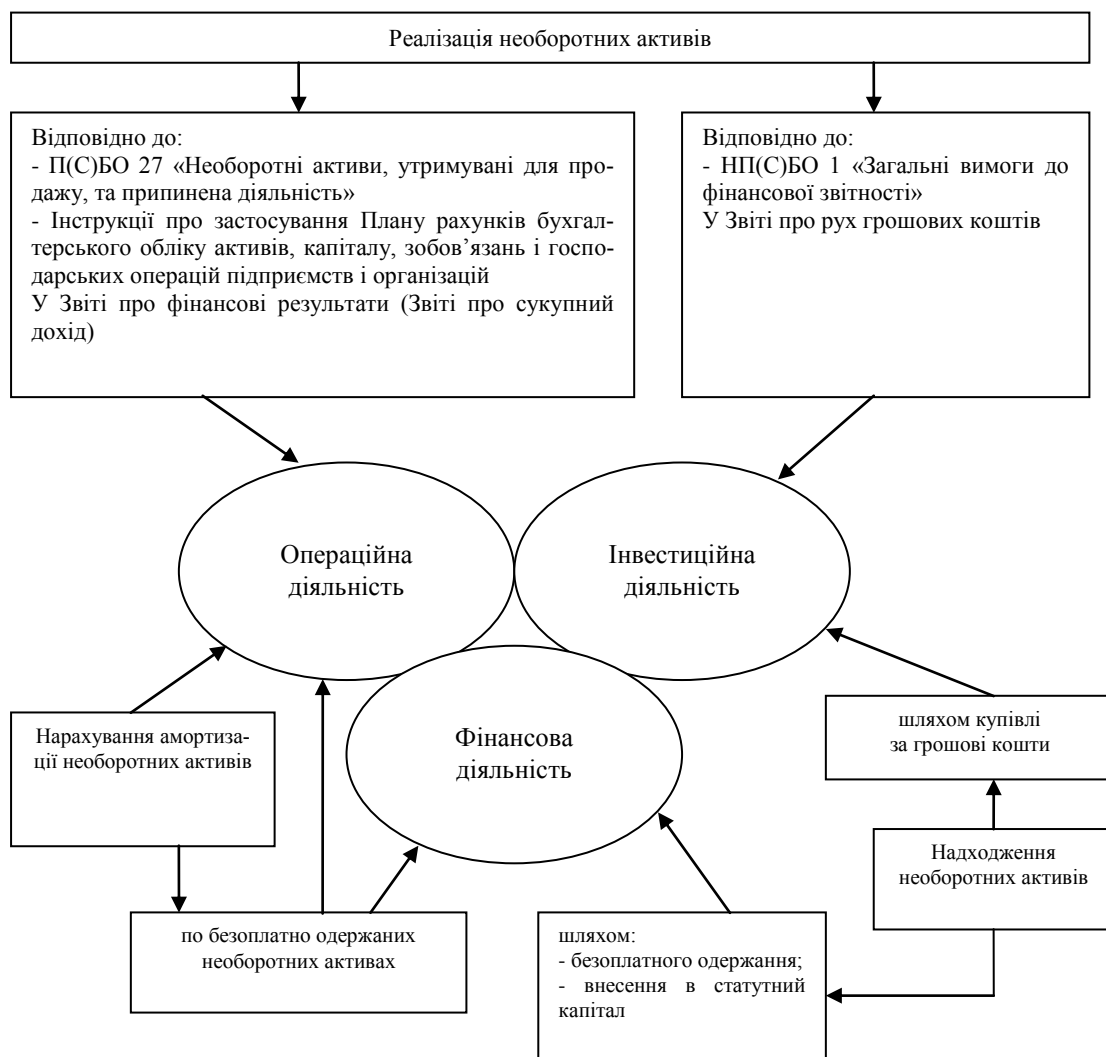 Реалізація необоротних активів
Відповідно до:
- П(С)БО 27 «Необоротні активи, утримувані для про-
дажу, та припинена діяльність»
- Інструкції про застосування Плану рахунків бухгал-
терського обліку активів, капіталу, зобов’язань і госпо-
дарських операцій підприємств і організацій
У Звіті про фінансові результати (Звіті про сукупний
дохід)
Відповідно до:
- НП(С)БО 1 «Загальні вимоги до
фінансової звітності»
У Звіті про рух грошових коштів
Операційна
діяльність
Інвестиційна
діяльність
Фінансова
діяльність
Нарахування амортиза-
ції необоротних активів
шляхом купівлі
за грошові кошти
Надходження
необоротних активів
по безоплатно одержаних
необоротних активах
шляхом:
- безоплатного одержання;
- внесення в статутний
капітал